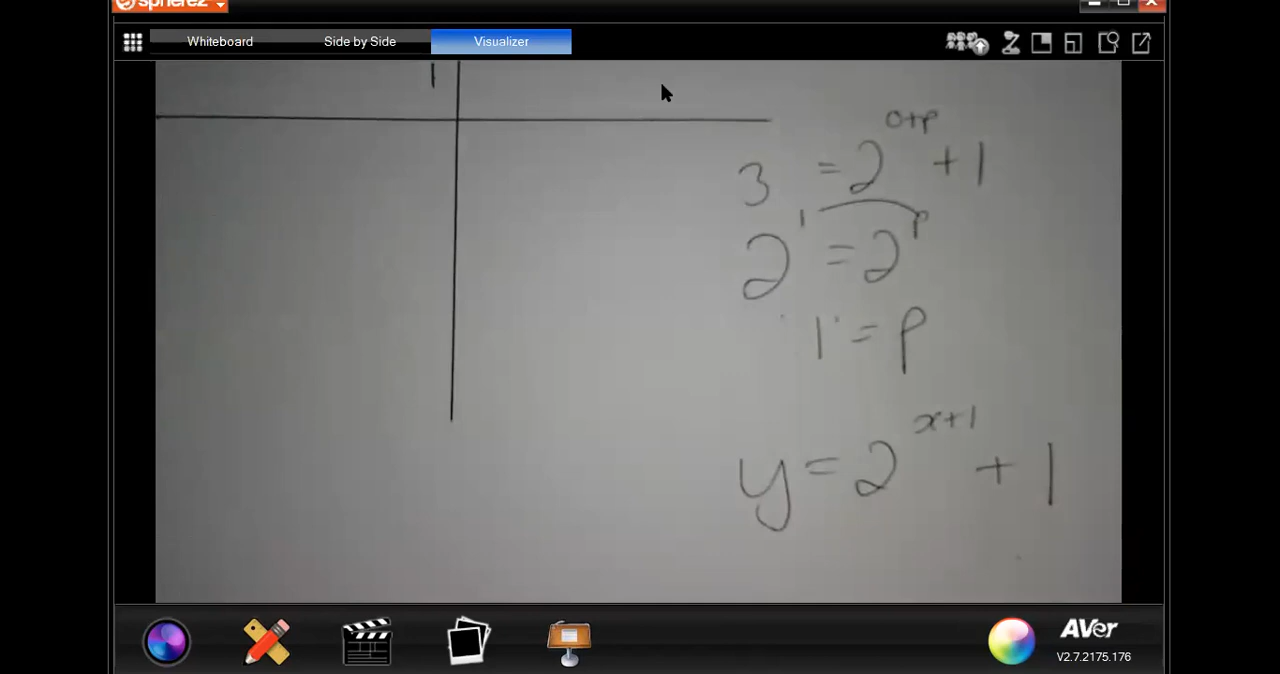 sphere2
Whiteboard Side by Side Visualizer
1
3 = 2^(0+p) + 1
2^1 = 2^p
1 = p
y = 2^(x+1) + 1
AVer
V2.7.2175.176